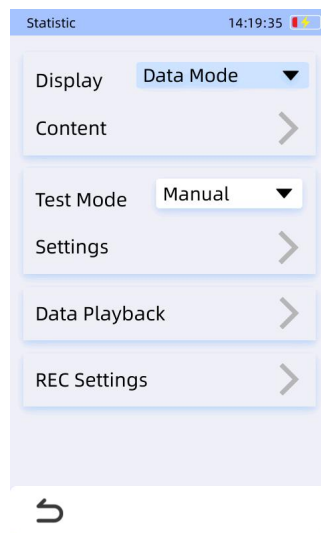 Statistic 14:19:35
Display Data Mode
Content
Test Mode Manual
Settings
Data Playback
REC Settings